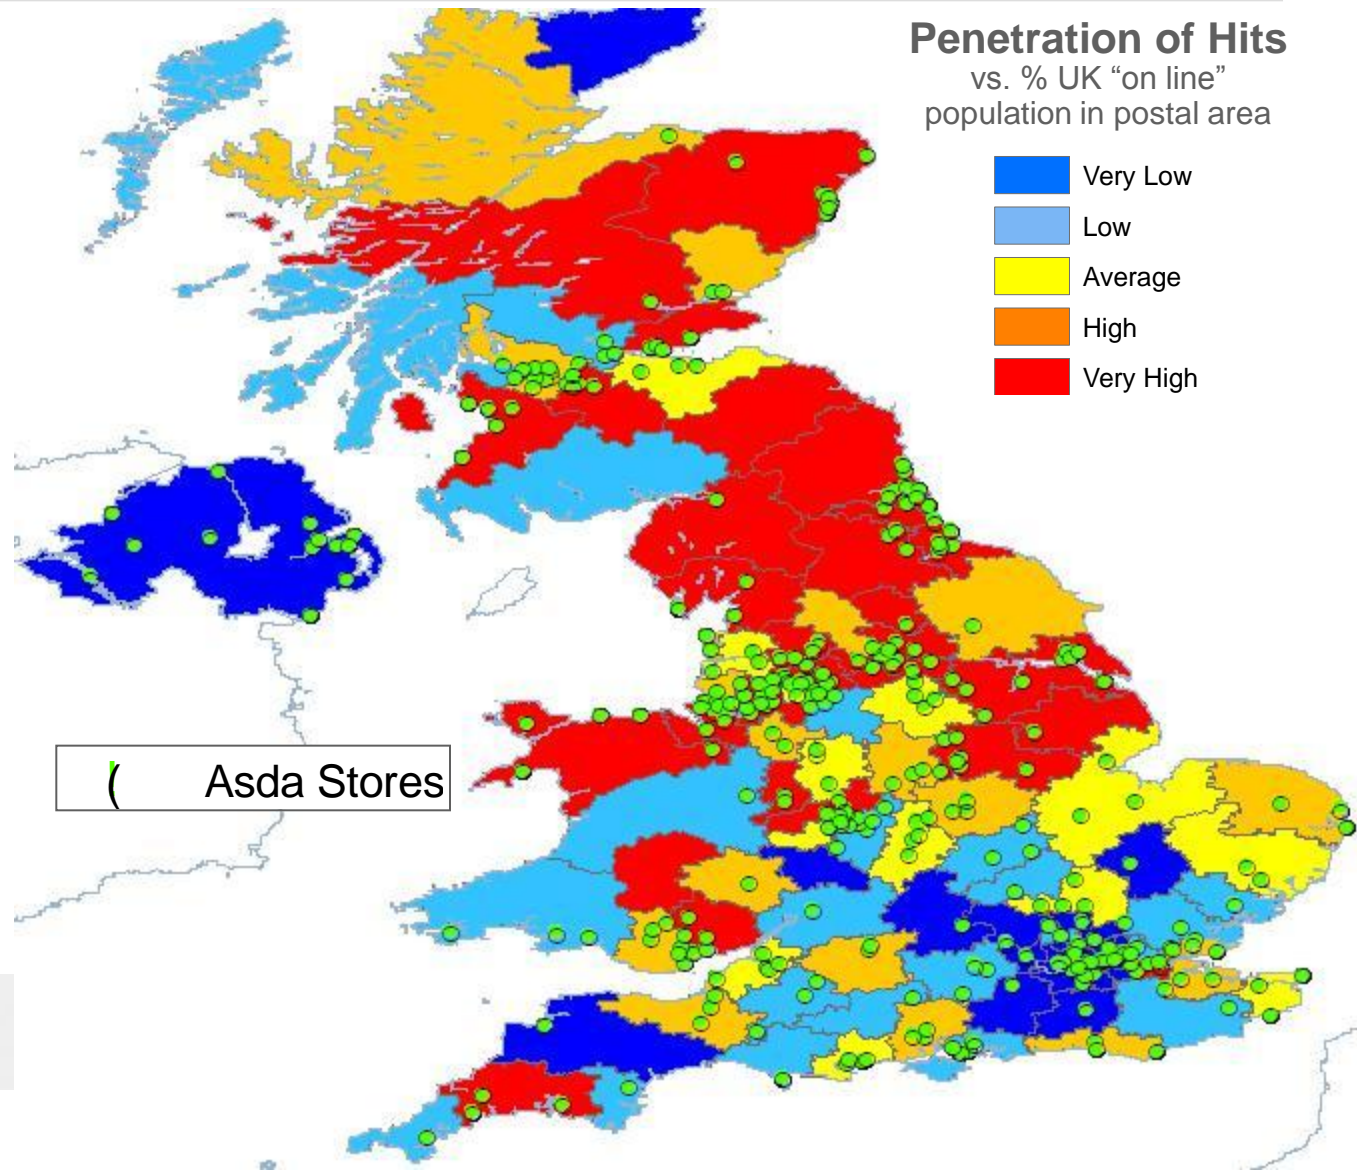 Penetration of Hits
vs. % UK “on line”
population in postal area
Very Low
Low
Average
High
Very High
( Asda Stores